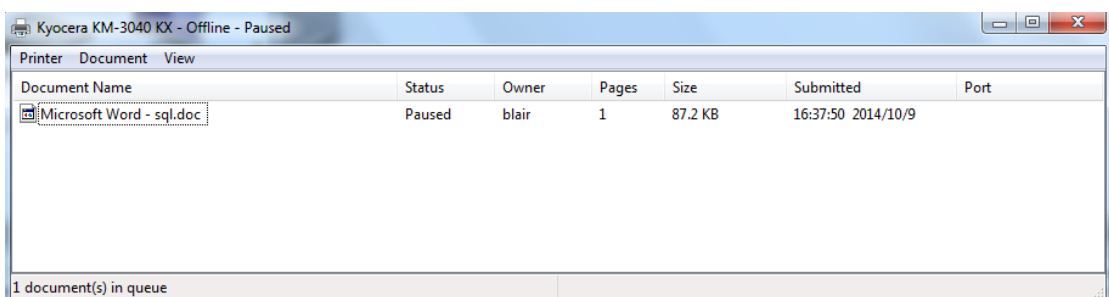 Kyocera KM-3040 KX - Offline - Paused
Printer Document View
Document Name Status Owner Pages Size Submitted Port
Microsoft Word - sql.doc Paused blair 1 87.2 KB 16:37:50 2014/10/9
1 document(s) in queue